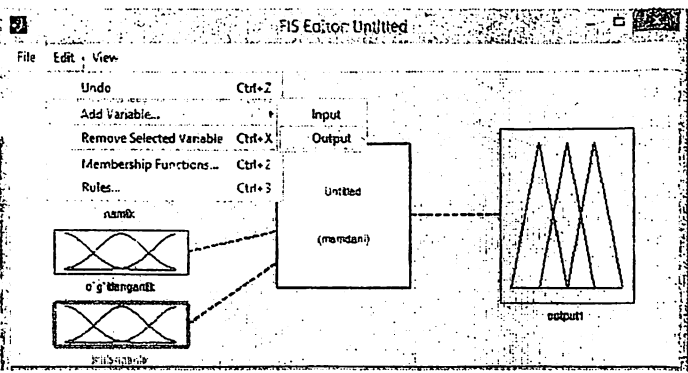 FIS Editor: Untitled
File Edit View
Undo Ctrl+Z
Add Variable...
Input
Remove Selected Variable Ctrl+X
Output
Membership Functions... Ctrl+2
Rules... Ctrl+3
Untitled
(mamdani)
namlik
output1